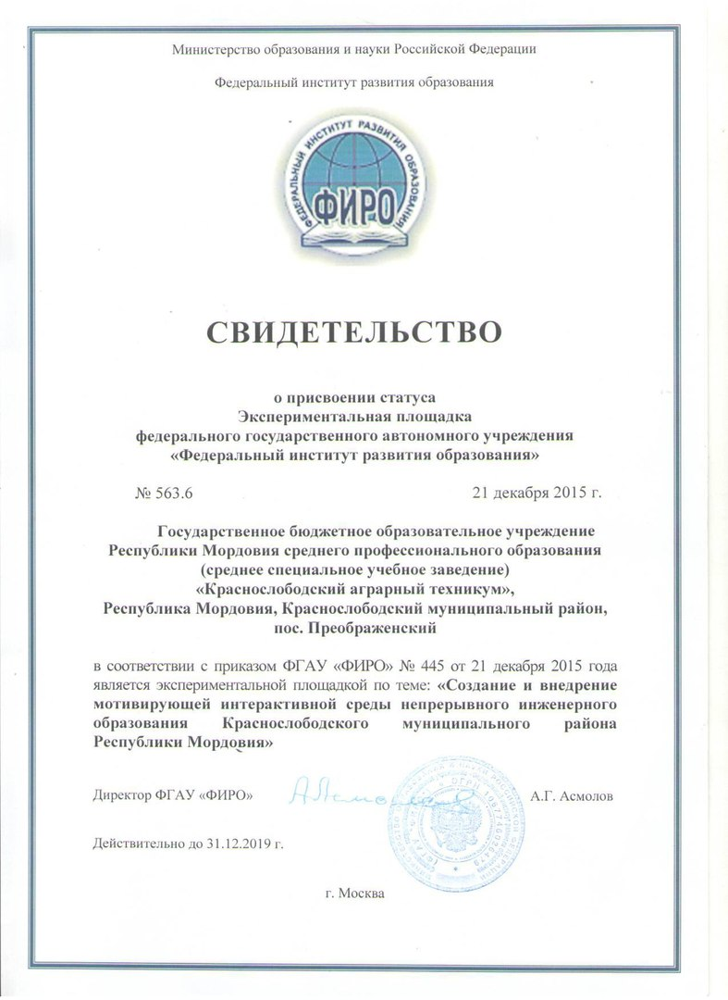 Министерство образования и науки Российской Федерации
Федеральный институт развития образования
ФЕДЕРАЛЬНЫЙ ИНСТИТУТ РАЗВИТИЯ ОБРАЗОВАНИЯ
ФИРО
СВИДЕТЕЛЬСТВО
о присвоении статуса
Экспериментальная площадка
федерального государственного автономного учреждения
«Федеральный институт развития образования»
№ 563.6 21 декабря 2015 г.
Государственное бюджетное образовательное учреждение
Республики Мордовия среднего профессионального образования
(среднее специальное учебное заведение)
«Краснослободский аграрный техникум»,
Республика Мордовия, Краснослободский муниципальный район,
пос. Преображенский
в соответствии с приказом ФГАУ «ФИРО» № 445 от 21 декабря 2015 года
является экспериментальной площадкой по теме: «Создание и внедрение
мотивирующей интерактивной среды непрерывного инженерного
образования Краснослободского муниципального района
Республики Мордовия»
Директор ФГАУ «ФИРО» А.Г. Асмолов
Действительно до 31.12.2019 г.
г. Москва